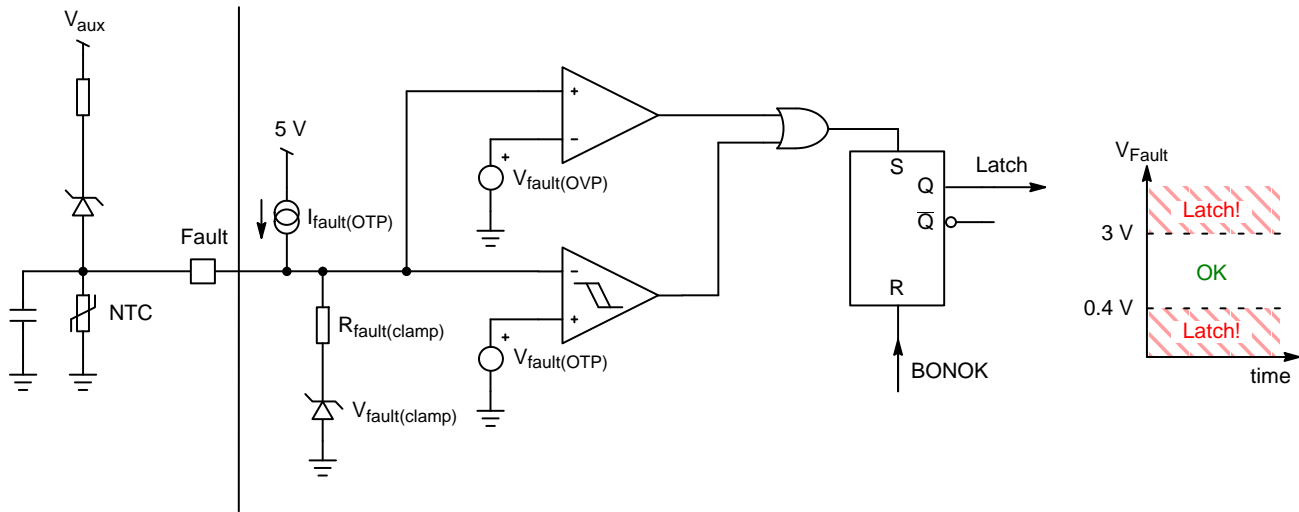 Vaux
5 V
Fault
Ifault(OTP)
NTC
Rfault(clamp)
Vfault(clamp)
+
−
+
Vfault(OVP)
−
+
+
Vfault(OTP)
S
Q
Q
R
Latch
BONOK
VFault
Latch!
3 V
OK
0.4 V
Latch!
time